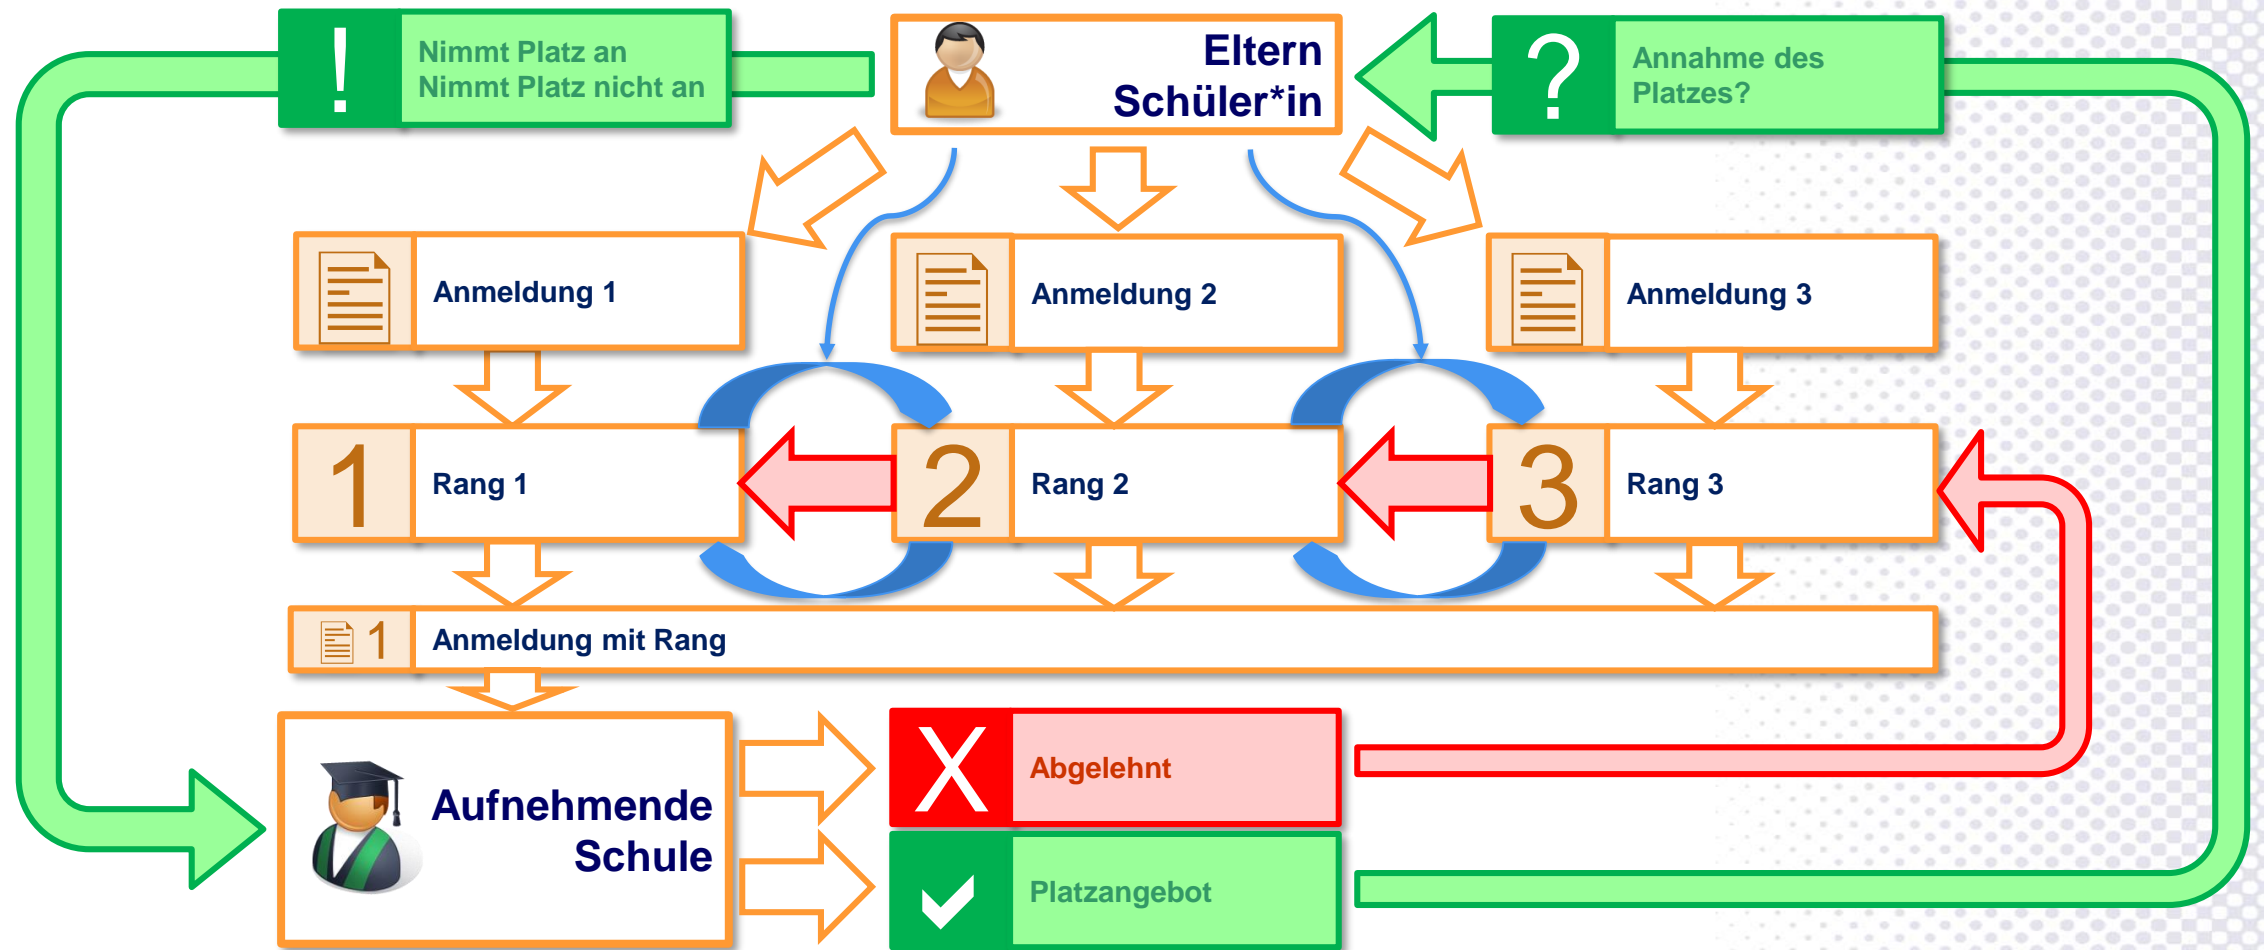 !
Nimmt Platz an
Nimmt Platz nicht an
Eltern
Schüler*in
?
Annahme des
Platzes?
Anmeldung 1
Anmeldung 2
Anmeldung 3
1
Rang 1
2
Rang 2
3
Rang 3
1
Anmeldung mit Rang
Aufnehmende
Schule
X
Abgelehnt
Platzangebot